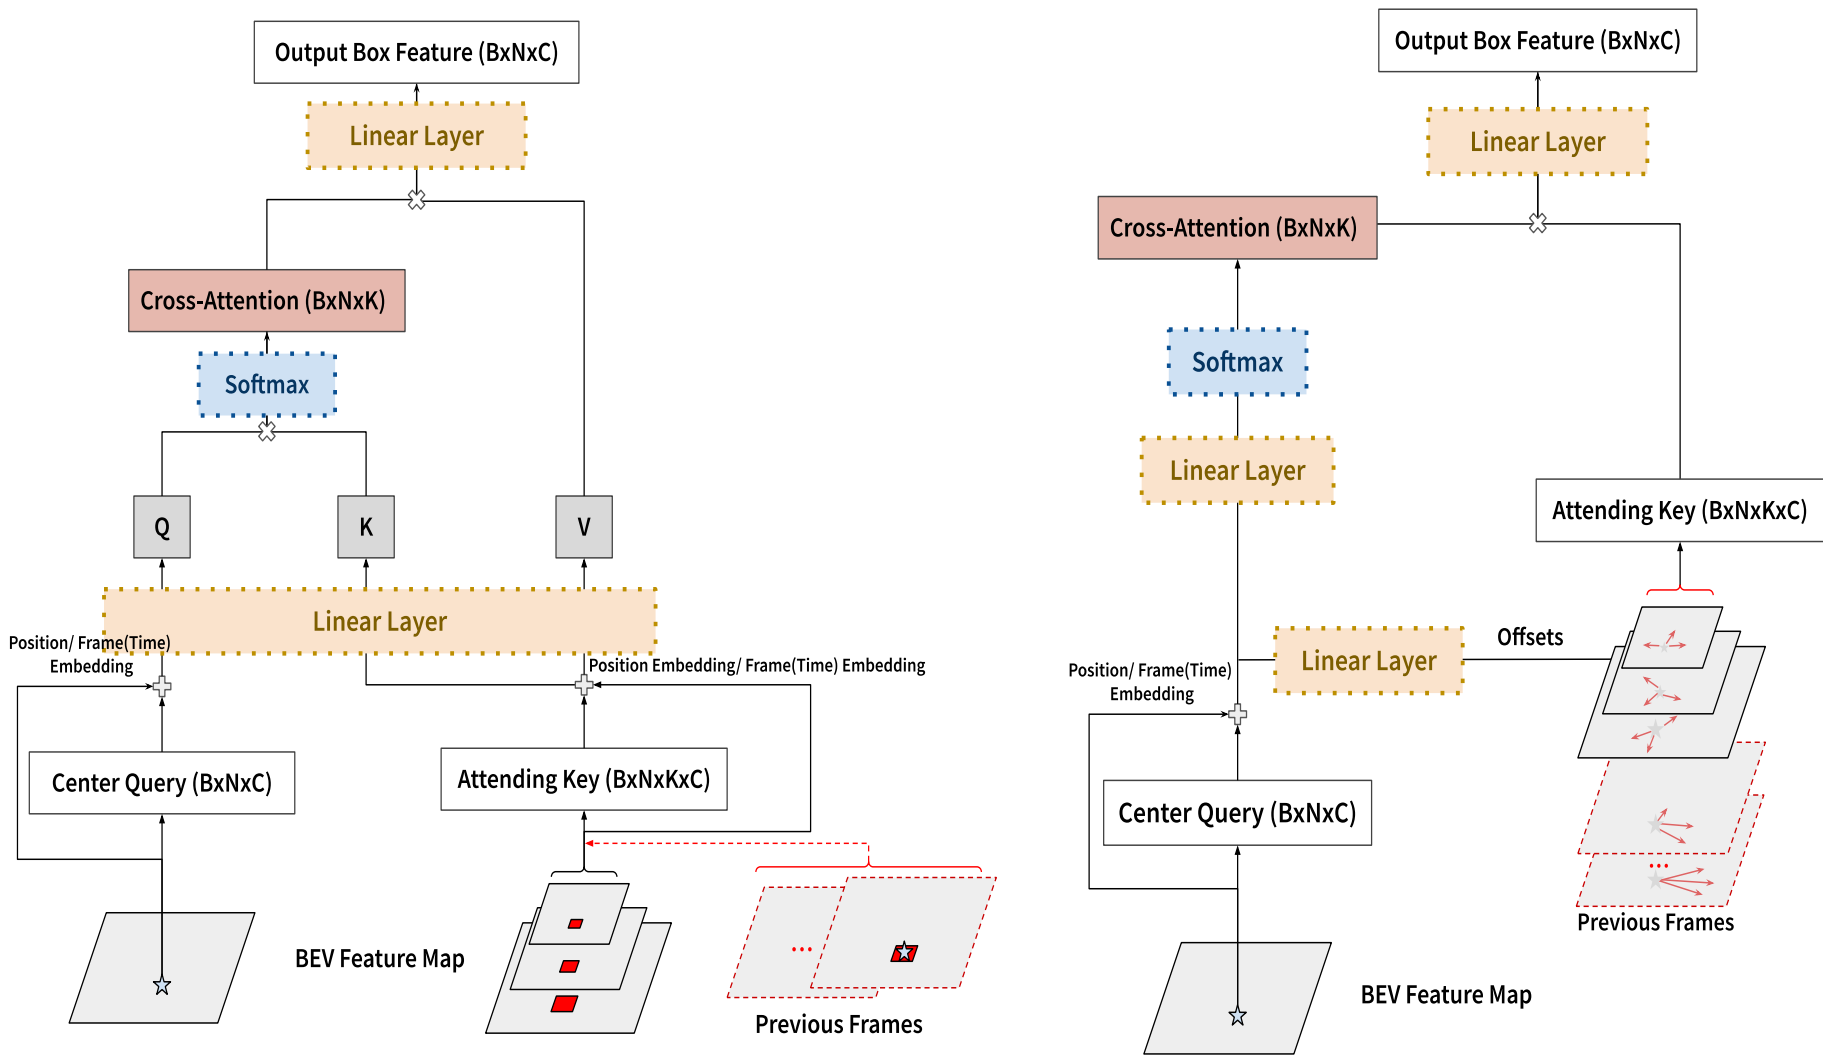 Output Box Feature (BxNxC)
Linear Layer
Cross-Attention (BxNxK)
Softmax
Q
K
V
Linear Layer
Position/ Frame(Time)
Embedding
Position Embedding/ Frame(Time) Embedding
Center Query (BxNxC)
Attending Key (BxNxKxC)
BEV Feature Map
...
Previous Frames
Output Box Feature (BxNxC)
Linear Layer
Cross-Attention (BxNxK)
Softmax
Linear Layer
Attending Key (BxNxKxC)
Linear Layer
Offsets
Position/ Frame(Time)
Embedding
Center Query (BxNxC)
...
Previous Frames
BEV Feature Map